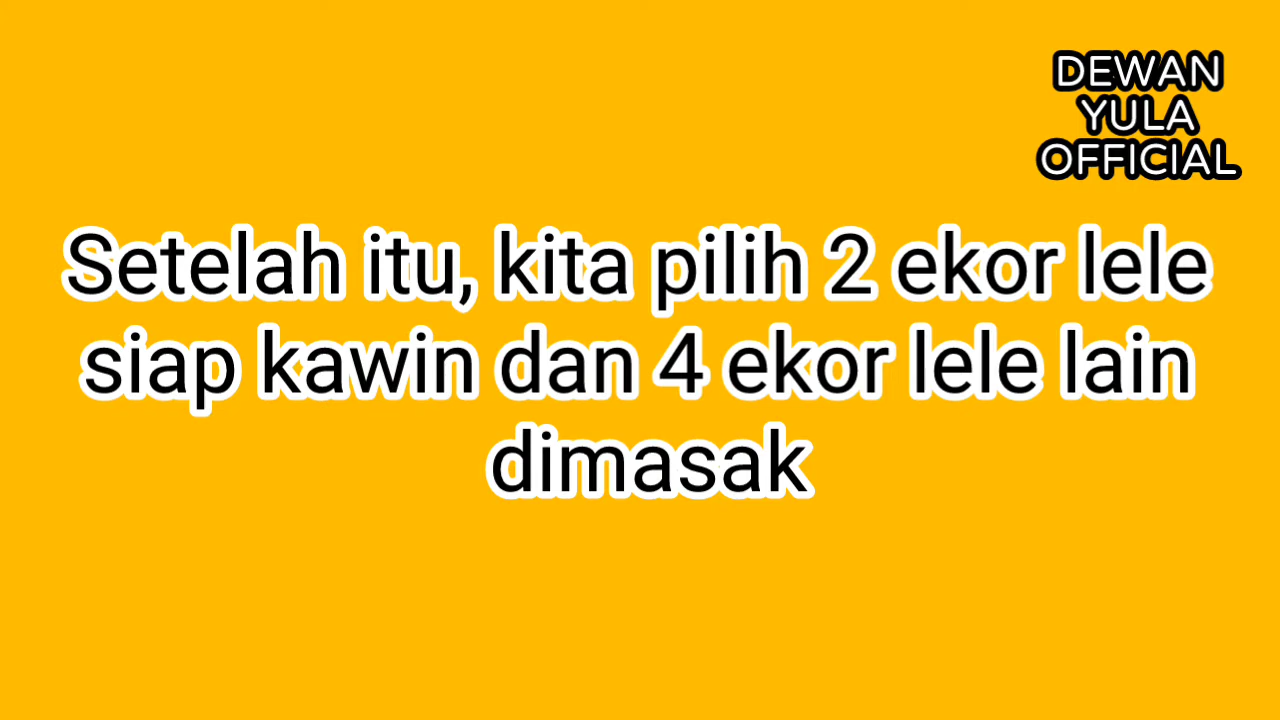 DEWAN
YULA
OFFICIAL
Setelah itu, kita pilih 2 ekor lele
siap kawin dan 4 ekor lele lain
dimasak